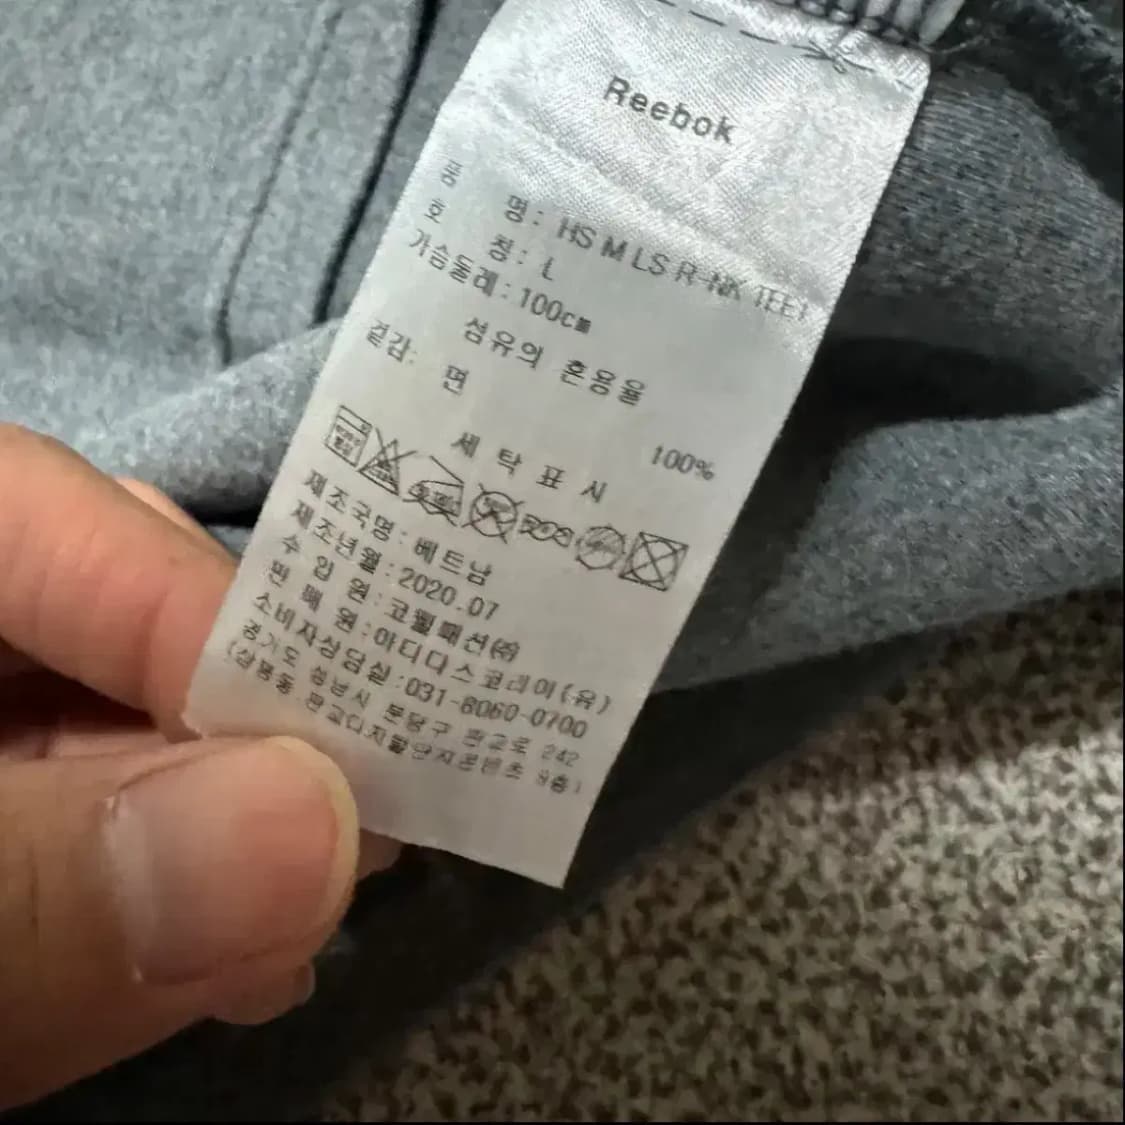 Reebok
품 명: HS M LS R-NK TEE1
호 칭: L
가슴둘레: 100cm
섬유의 혼용율
겉감: 면 100%
세 탁 표 시
제조국명: 베트남
제조년월: 2020.07
수 입 원: 코웰패션㈜
판 매 원: 아디다스코리아(유)
소비자상담실: 031-8060-0700
경기도 성남시 분당구 판교로 242
(삼평동 판교디지털 9층)